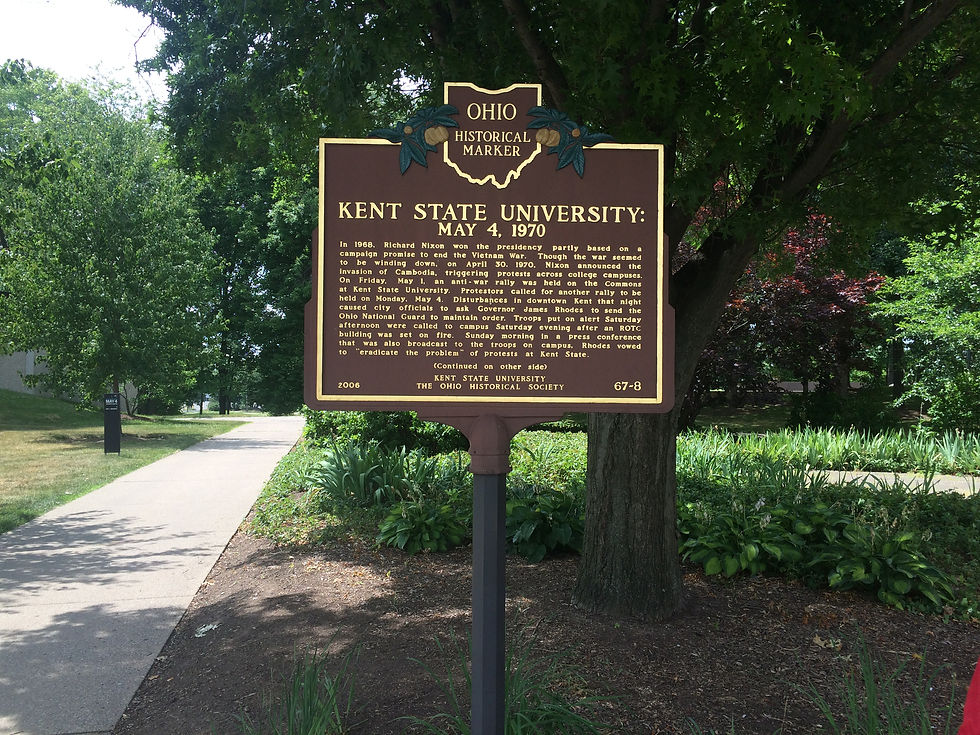 OHIO
HISTORICAL
MARKER
KENT STATE UNIVERSITY:
MAY 4, 1970
In 1968, Richard Nixon won the presidency partly based on a
campaign promise to end the Vietnam War. Though the war seemed
to be winding down, on April 30, 1970, Nixon announced the
invasion of Cambodia, triggering protests across college campuses.
On Friday, May 1, an anti-war rally was held on the Commons
at Kent State University. Protestors called for another rally to be
held on Monday, May 4. Disturbances in downtown Kent that night
caused city officials to ask Governor James Rhodes to send the
Ohio National Guard to maintain order. Troops put on alert Saturday
afternoon were called to campus Saturday evening after an ROTC
building was set on fire. Sunday morning in a press conference
that was also broadcast to the troops on campus, Rhodes vowed
to "eradicate the problem" of protests at Kent State.
(Continued on other side)
KENT STATE UNIVERSITY
2006 THE OHIO HISTORICAL SOCIETY 67-8
MAY 4